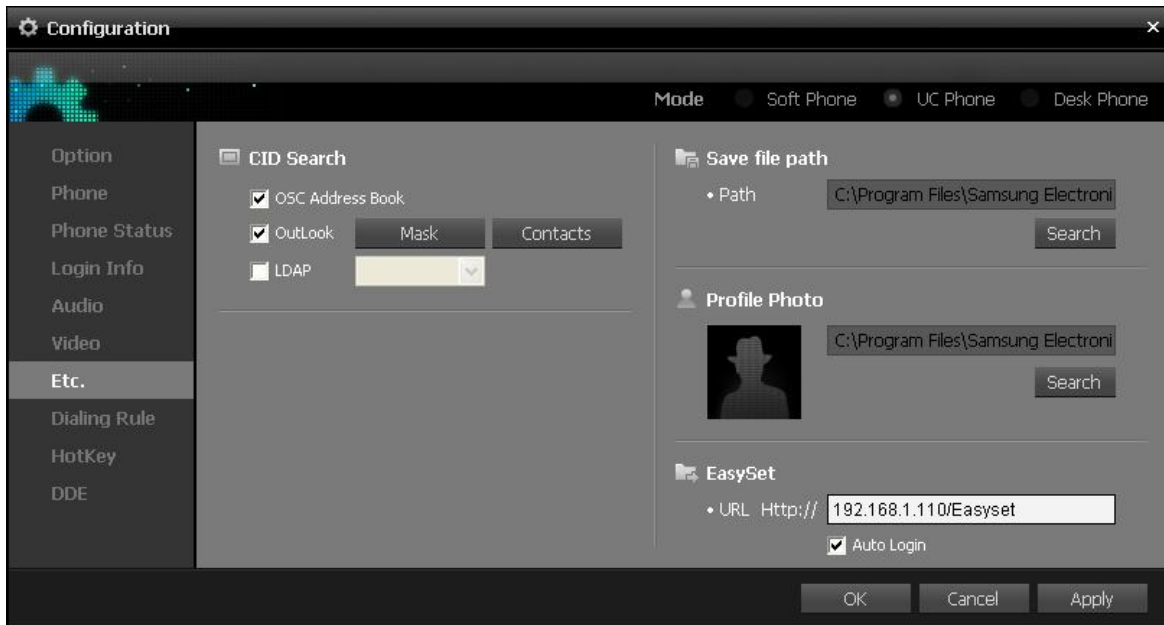 Configuration
Mode Soft Phone UC Phone Desk Phone
Option
Phone
Phone Status
Login Info
Audio
Video
Etc.
Dialing Rule
HotKey
DDE
CID Search
OSC Address Book
OutLook Mask Contacts
LDAP
Save file path
• Path C:\Program Files\Samsung Electroni
Search
Profile Photo
C:\Program Files\Samsung Electroni
Search
EasySet
• URL Http:// 192.168.1.110/Easyset
Auto Login
OK Cancel Apply